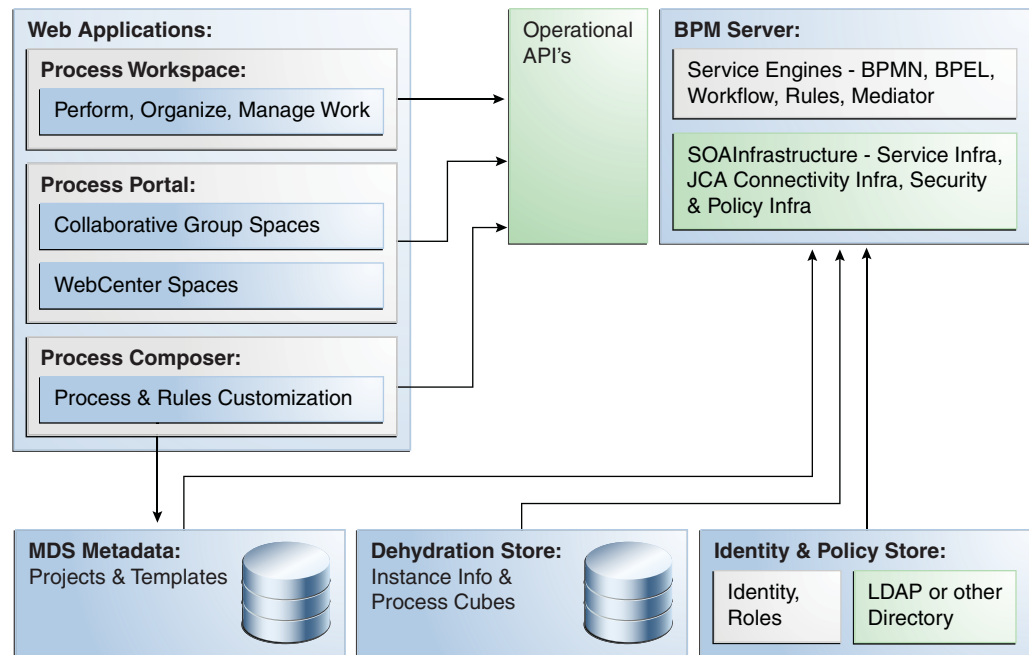 Web Applications:
Process Workspace:
Perform, Organize, Manage Work
Process Portal:
Collaborative Group Spaces
WebCenter Spaces
Process Composer:
Process & Rules Customization
Operational
API's
BPM Server:
Service Engines - BPMN, BPEL,
Workflow, Rules, Mediator
SOAInfrastructure - Service Infra,
JCA Connectivity Infra, Security
& Policy Infra
MDS Metadata:
Projects & Templates
Dehydration Store:
Instance Info &
Process Cubes
Identity & Policy Store:
Identity,
Roles
LDAP or other
Directory